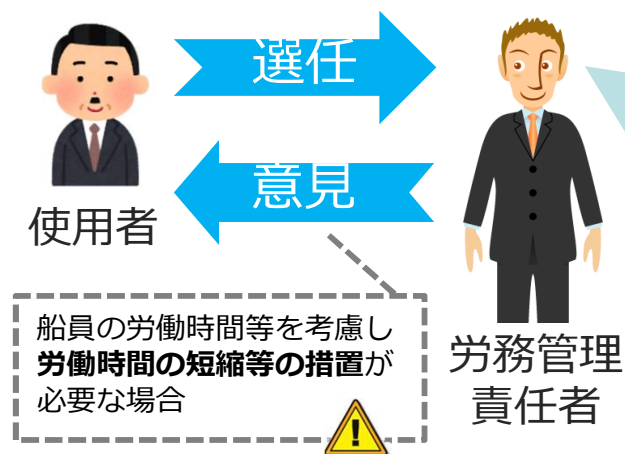 選任
意見
使用者
船員の労働時間等を考慮し
労働時間の短縮等の措置が
必要な場合
労務管理
責任者